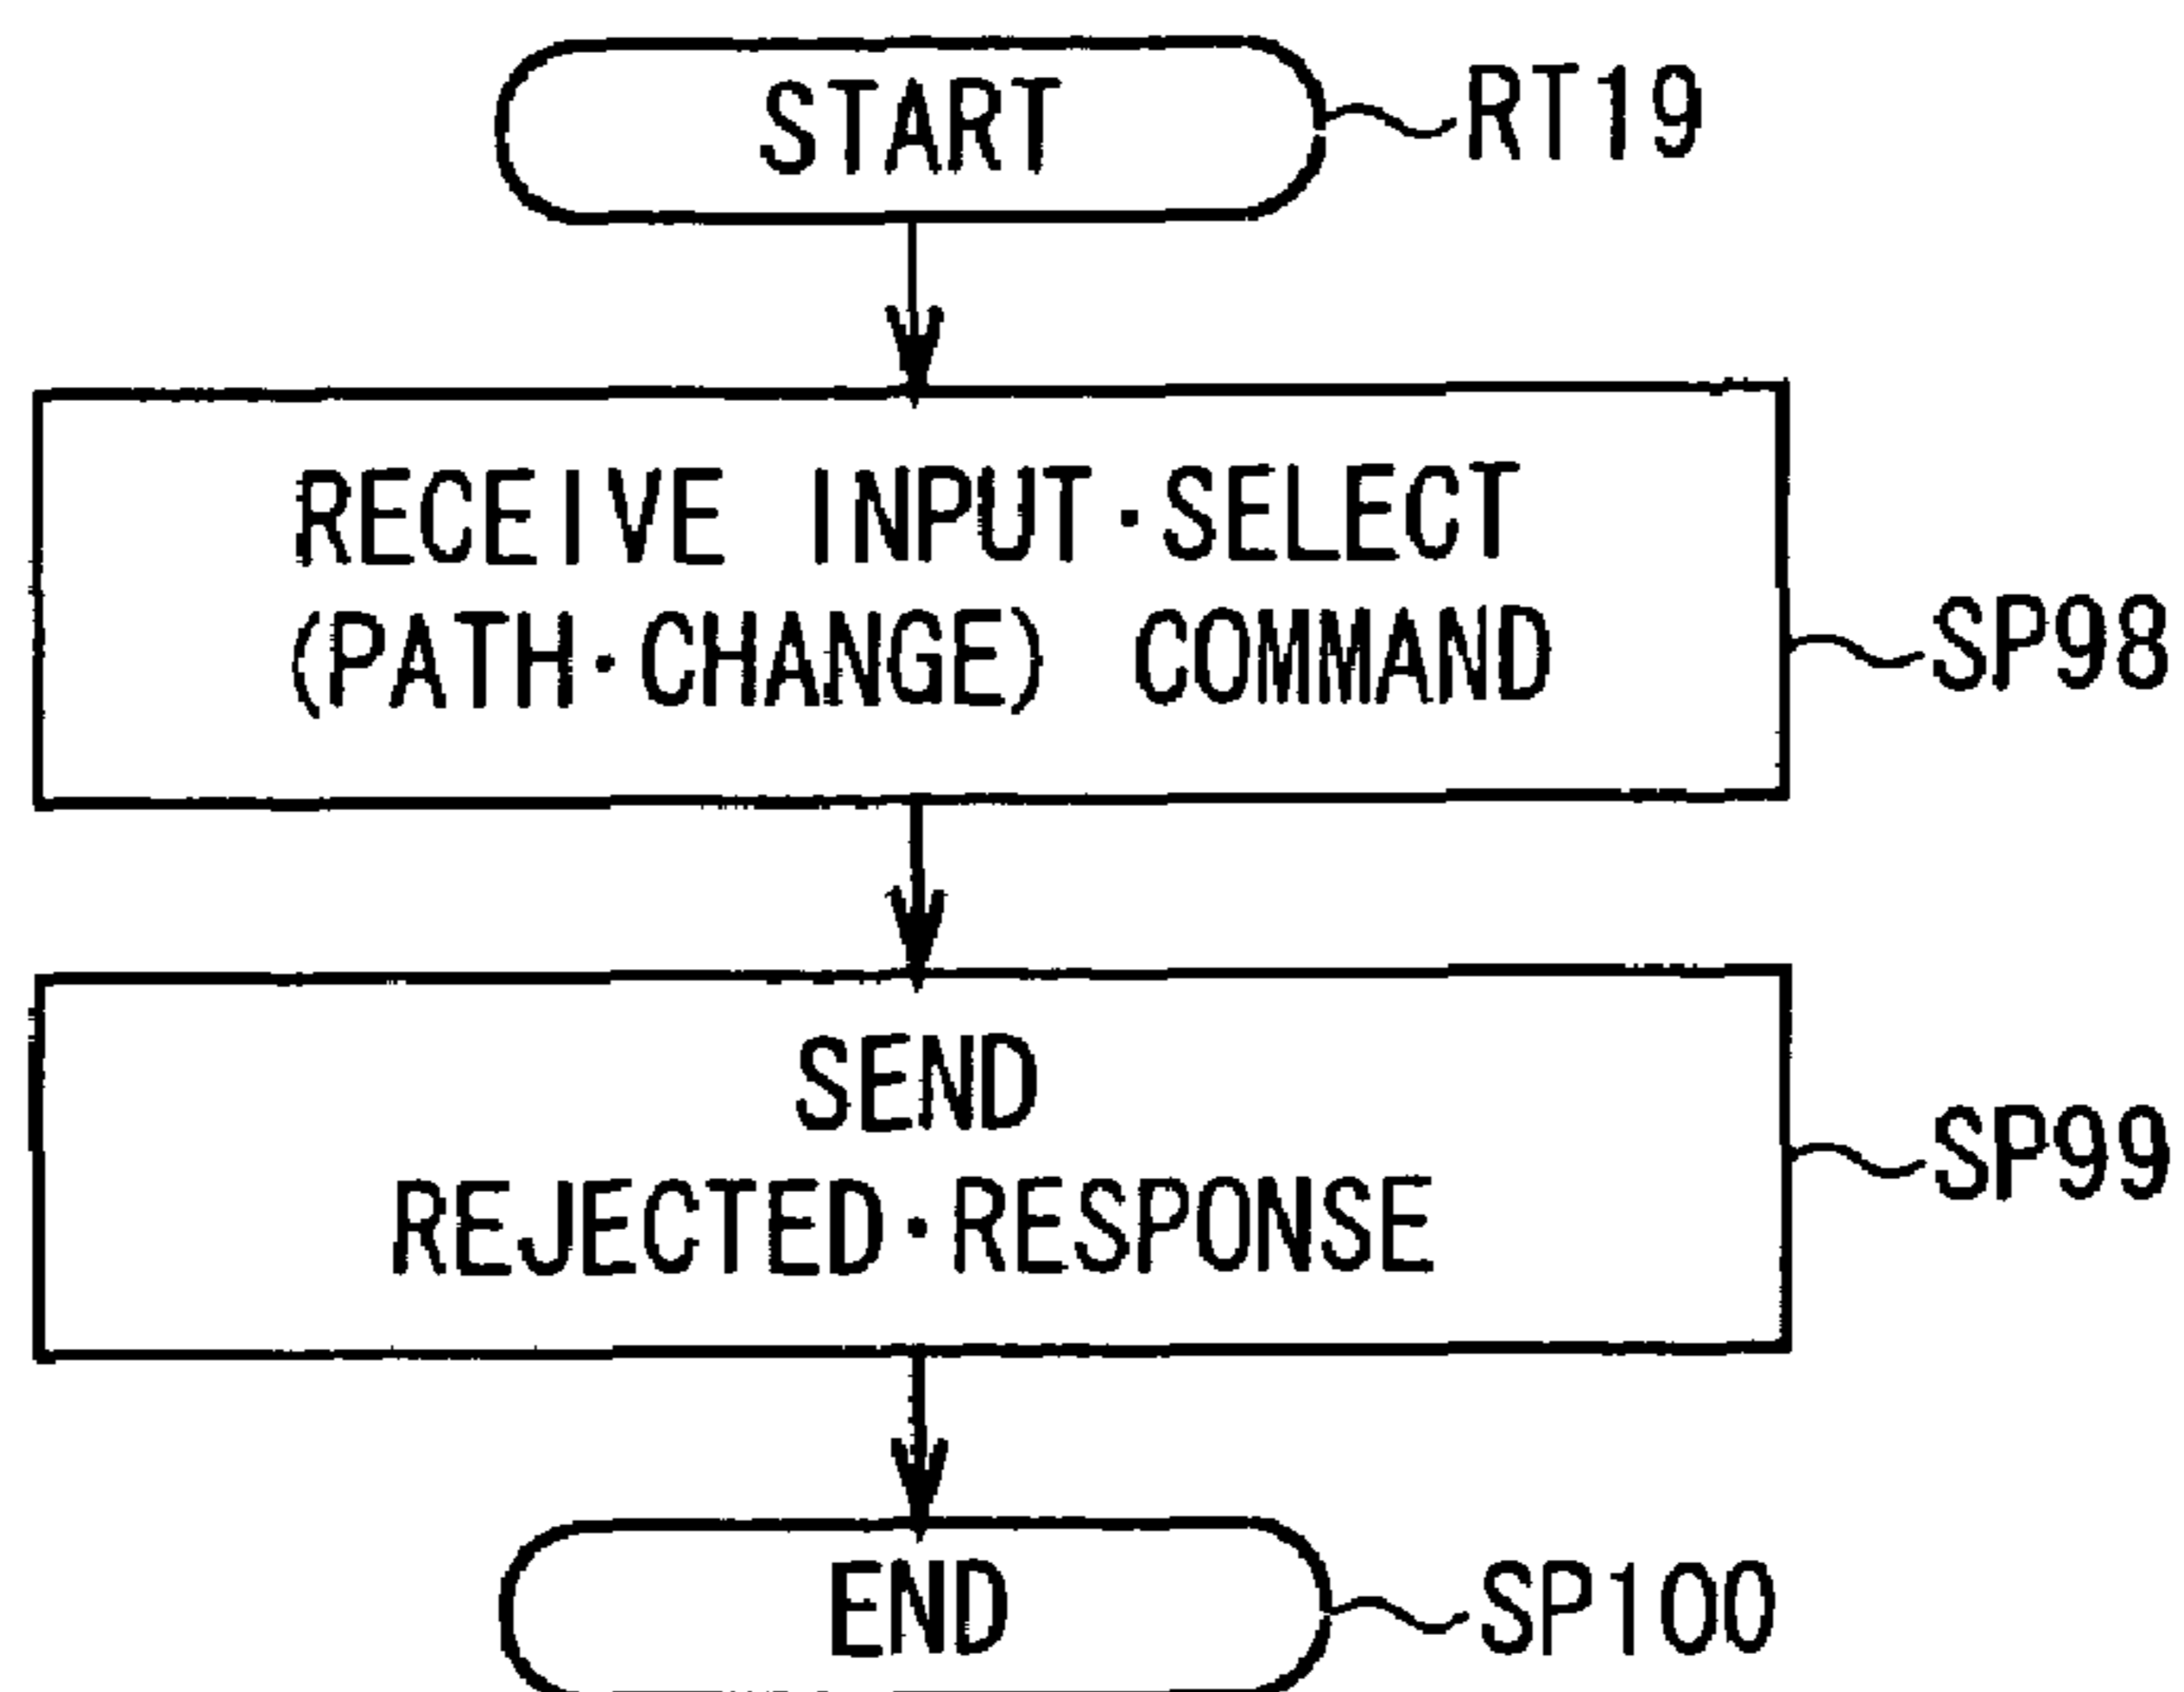 START
RT19
RECEIVE INPUT·SELECT
(PATH·CHANGE) COMMAND
SP98
SEND
REJECTED·RESPONSE
SP99
END
SP100